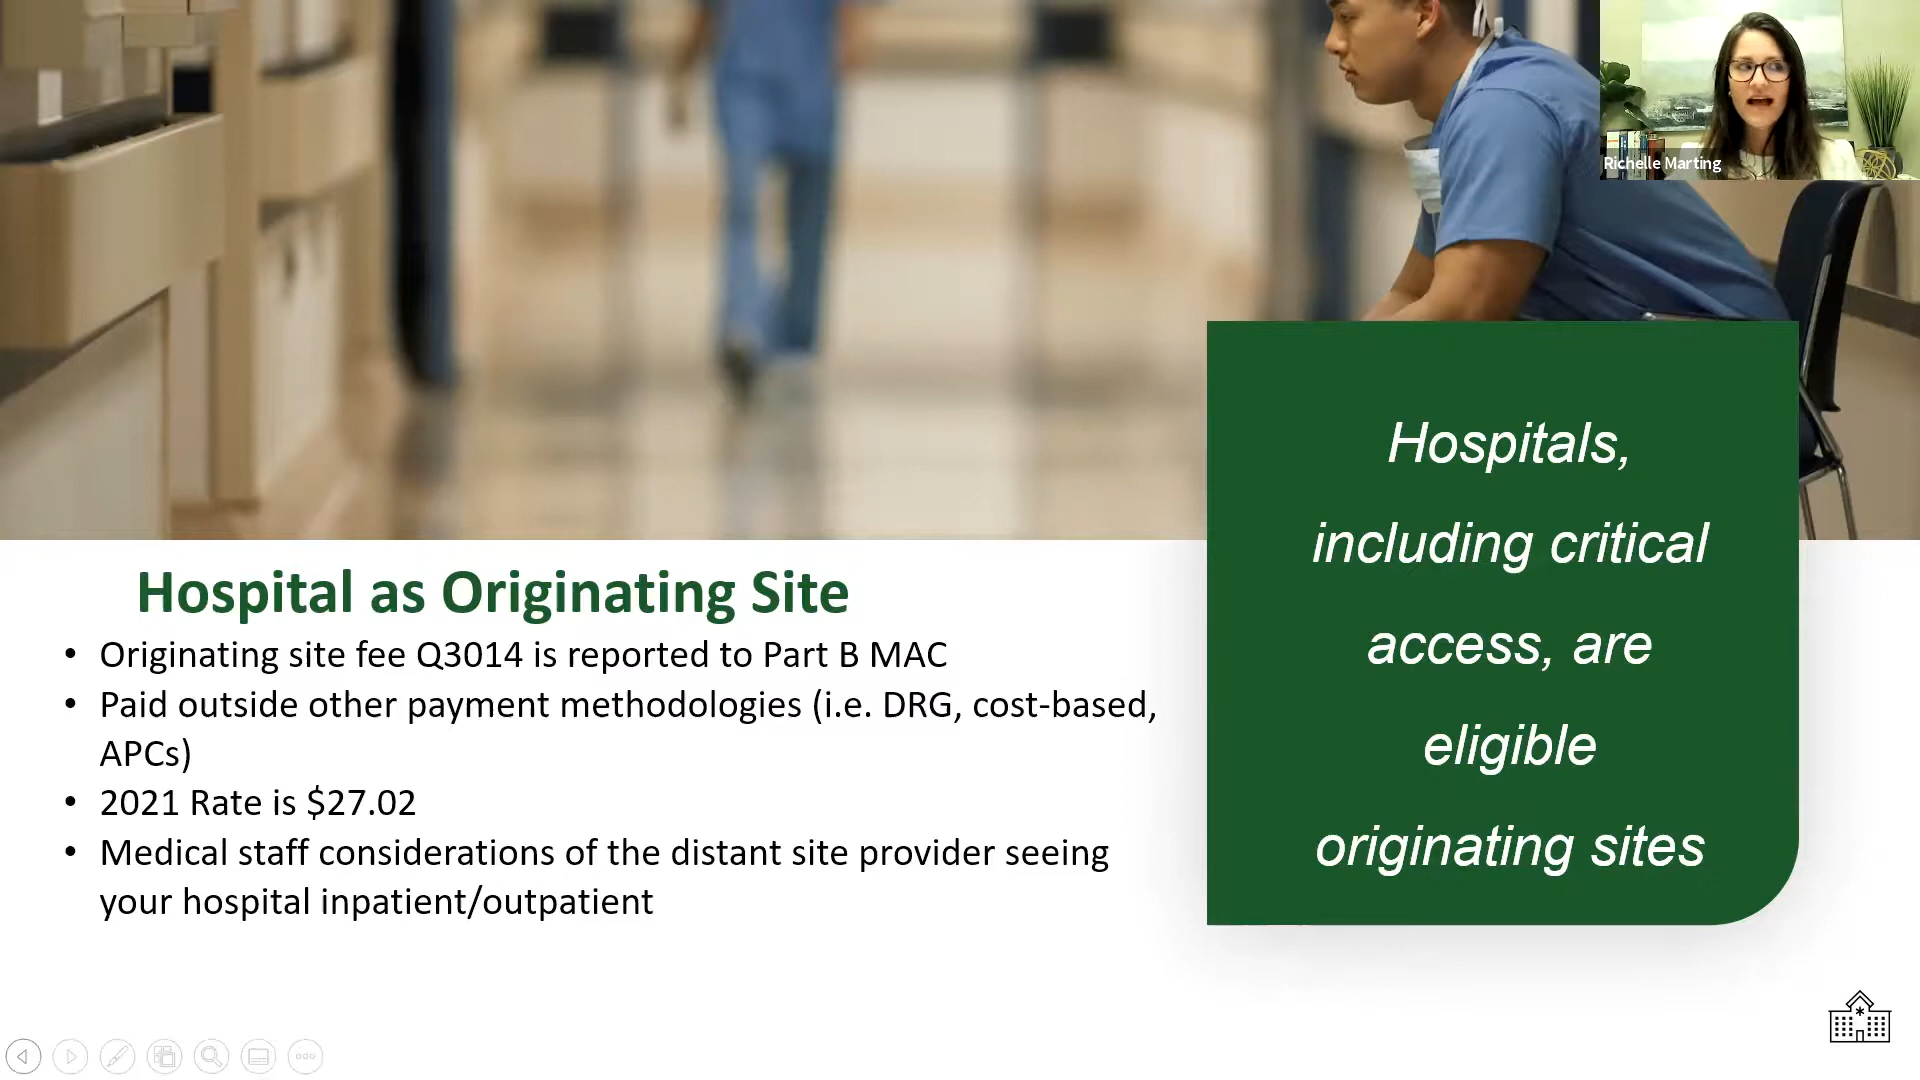 Richelle Marting
Hospitals,
including critical
access, are
eligible
originating sites
Hospital as Originating Site
• Originating site fee Q3014 is reported to Part B MAC
• Paid outside other payment methodologies (i.e. DRG, cost-based,
APCs)
• 2021 Rate is $27.02
• Medical staff considerations of the distant site provider seeing
your hospital inpatient/outpatient